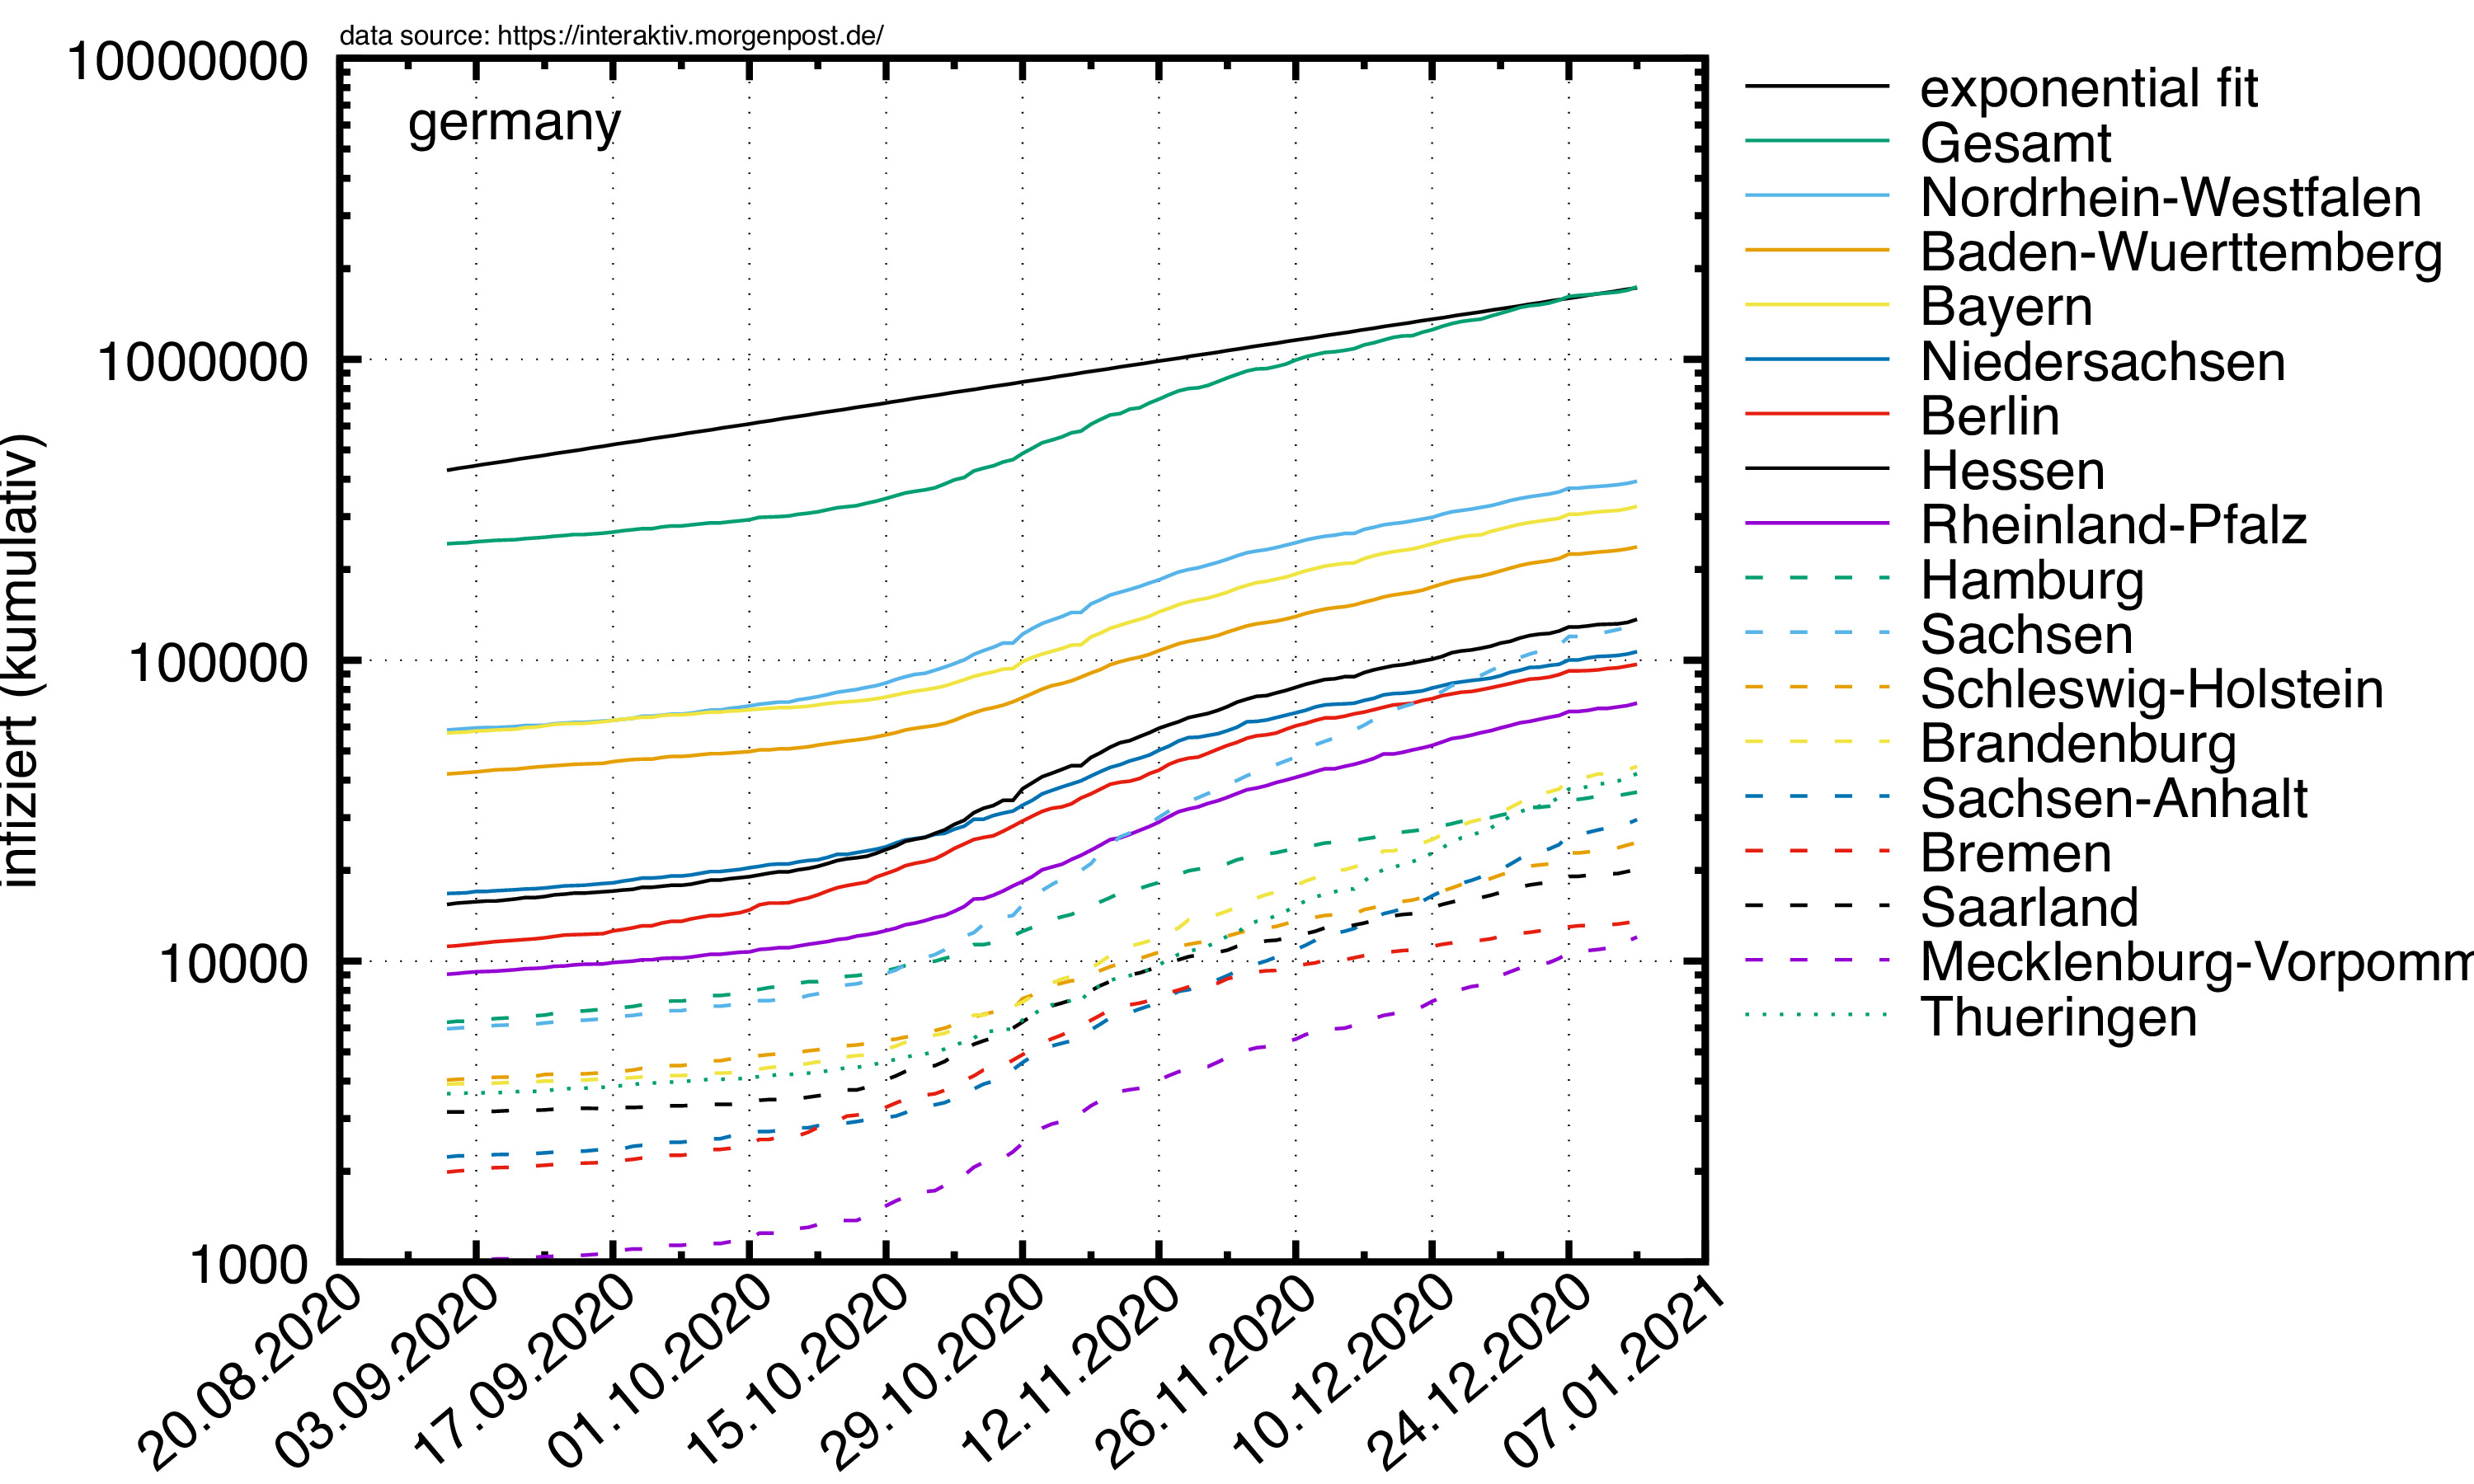 data source: https://interaktiv.morgenpost.de/
germany
infiziert (kumulativ)
10000000
1000000
100000
10000
1000
20.08.2020
03.09.2020
17.09.2020
01.10.2020
15.10.2020
29.10.2020
12.11.2020
26.11.2020
10.12.2020
24.12.2020
07.01.2021
exponential fit
Gesamt
Nordrhein-Westfalen
Baden-Wuerttemberg
Bayern
Niedersachsen
Berlin
Hessen
Rheinland-Pfalz
Hamburg
Sachsen
Schleswig-Holstein
Brandenburg
Sachsen-Anhalt
Bremen
Saarland
Mecklenburg-Vorpomm
Thueringen